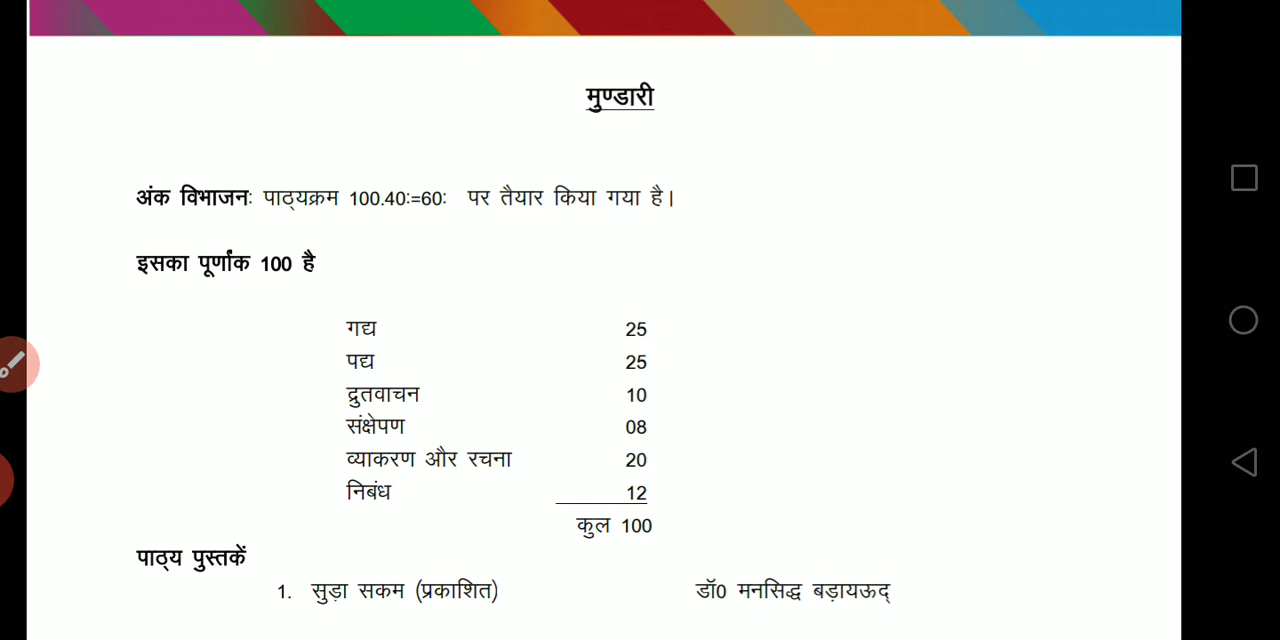 मुण्डारी
अंक विभाजनः पाठ्यक्रम 100.40ः=60ः पर तैयार किया गया है।
इसका पूर्णांक 100 है
गद्य 25
पद्य 25
द्रुतवाचन 10
संक्षेपण 08
व्याकरण और रचना 20
निबंध 12
कुल 100
पाठ्य पुस्तकें
1. सुड़ा सकम (प्रकाशित) डॉ0 मनसिद्ध बड़ायऊद्